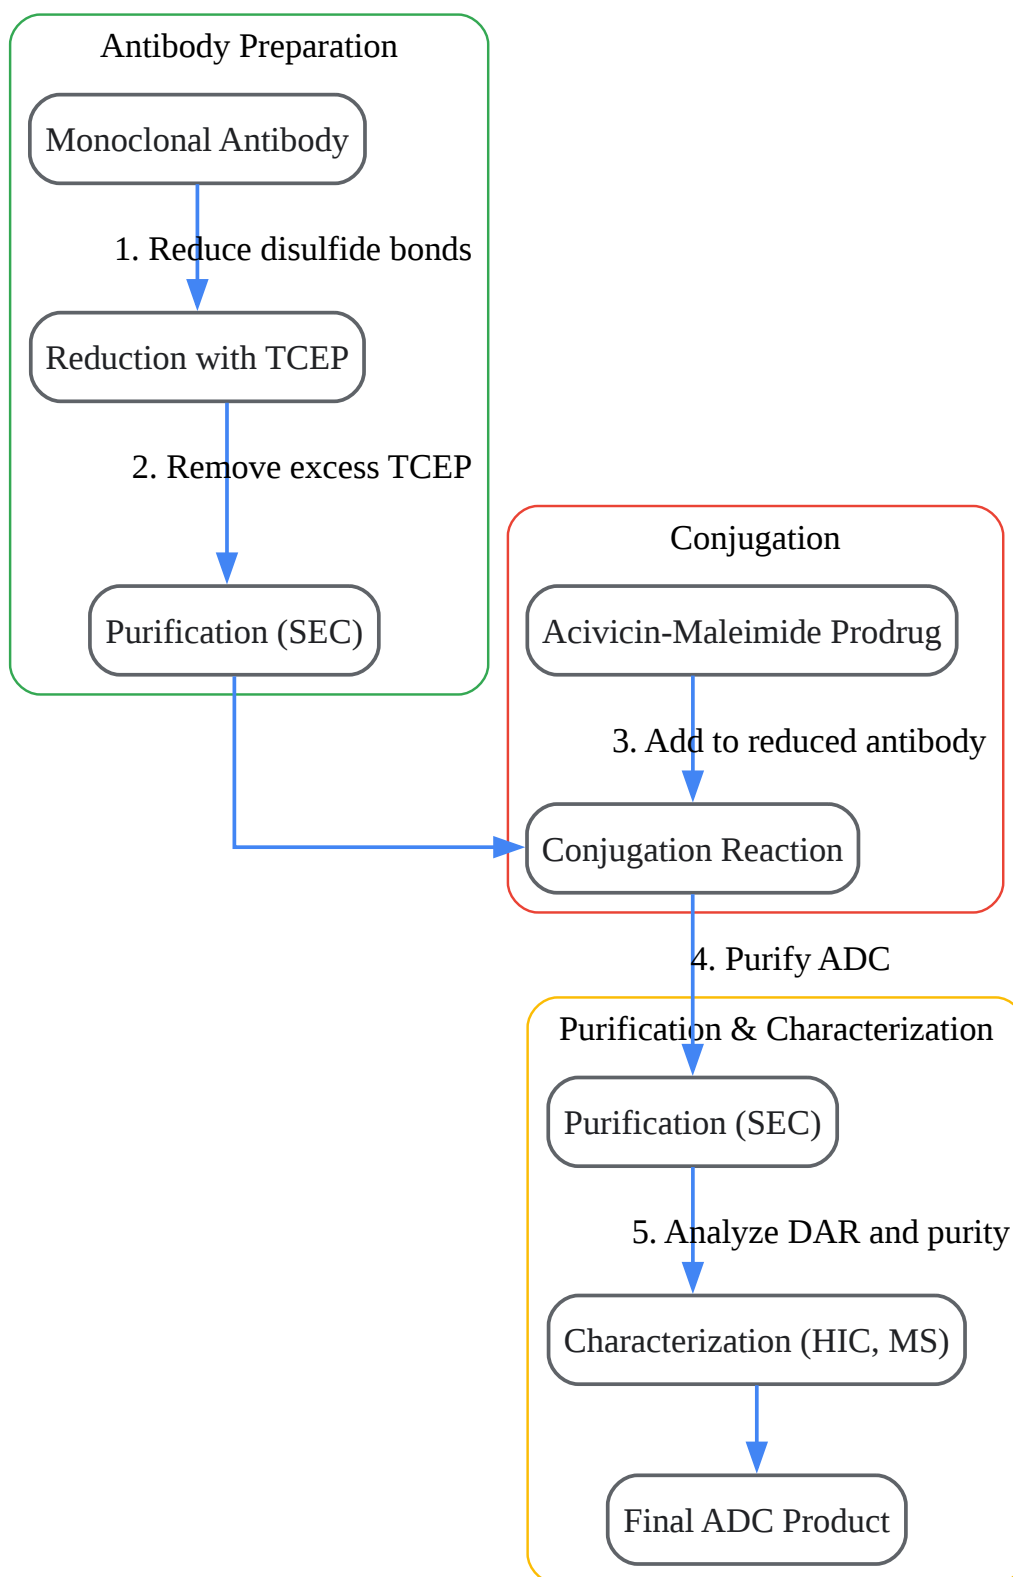 Antibody Preparation
Monoclonal Antibody
1. Reduce disulfide bonds
Reduction with TCEP
2. Remove excess TCEP
Purification (SEC)
Conjugation
Acivicin-Maleimide Prodrug
3. Add to reduced antibody
Conjugation Reaction
4. Purify ADC
Purification & Characterization
Purification (SEC)
5. Analyze DAR and purity
Characterization (HIC, MS)
Final ADC Product